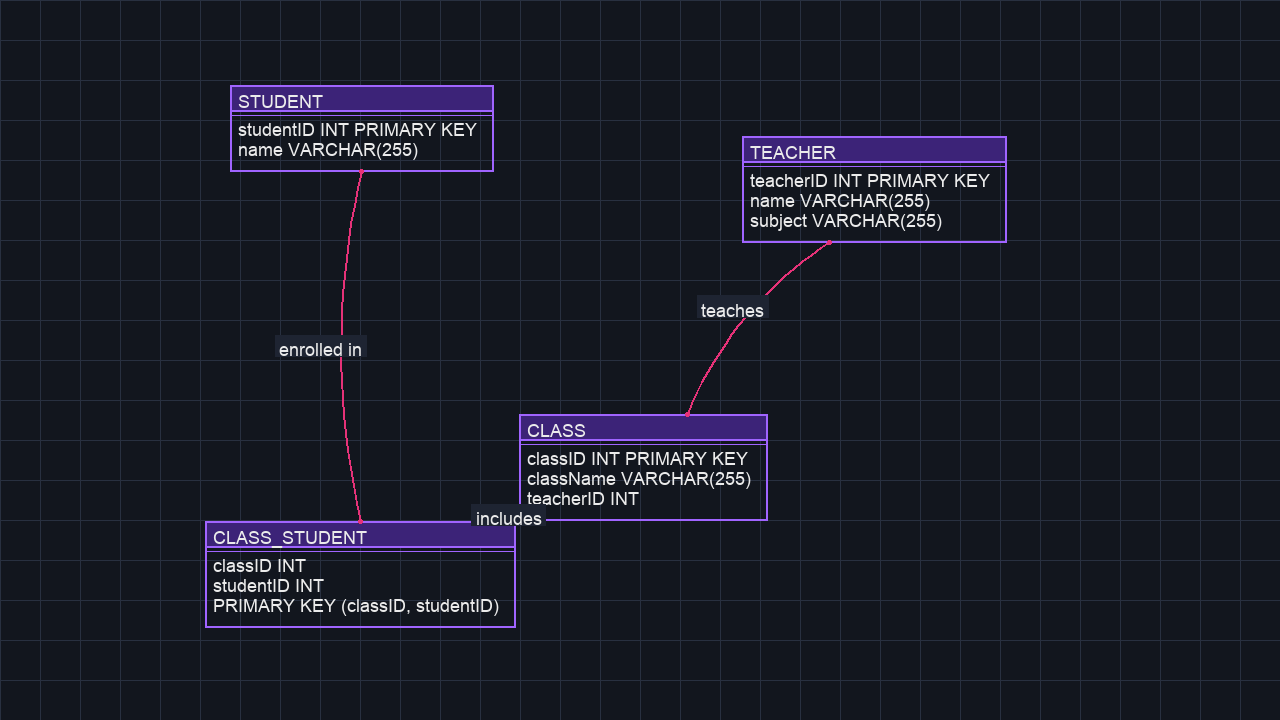 STUDENT
studentID INT PRIMARY KEY
name VARCHAR(255)
TEACHER
teacherID INT PRIMARY KEY
name VARCHAR(255)
subject VARCHAR(255)
teaches
enrolled in
CLASS
classID INT PRIMARY KEY
className VARCHAR(255)
teacherID INT
includes
CLASS_STUDENT
classID INT
studentID INT
PRIMARY KEY (classID, studentID)